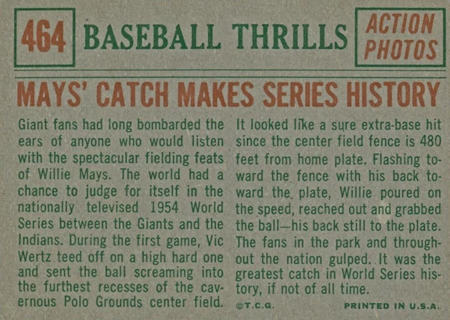 464
BASEBALL THRILLS
ACTION
PHOTOS
MAYS' CATCH MAKES SERIES HISTORY
Giant fans had long bombarded the
ears of anyone who would listen
with the spectacular fielding feats
of Willie Mays. The world had a
chance to judge for itself in the
nationally televised 1954 World
Series between the Giants and the
Indians. During the first game, Vic
Wertz teed off on a high hard one
and sent the ball screaming into
the furthest recesses of the cav-
ernous Polo Grounds center field.
It looked like a sure extra-base hit
since the center field fence is 480
feet from home plate. Flashing to-
ward the fence with his back to-
ward the plate, Willie poured on
the speed, reached out and grabbed
the ball—his back still to the plate.
The fans in the park and through-
out the nation gulped. It was the
greatest catch in World Series his-
tory, if not of all time.
©T.C.G. PRINTED IN U.S.A.